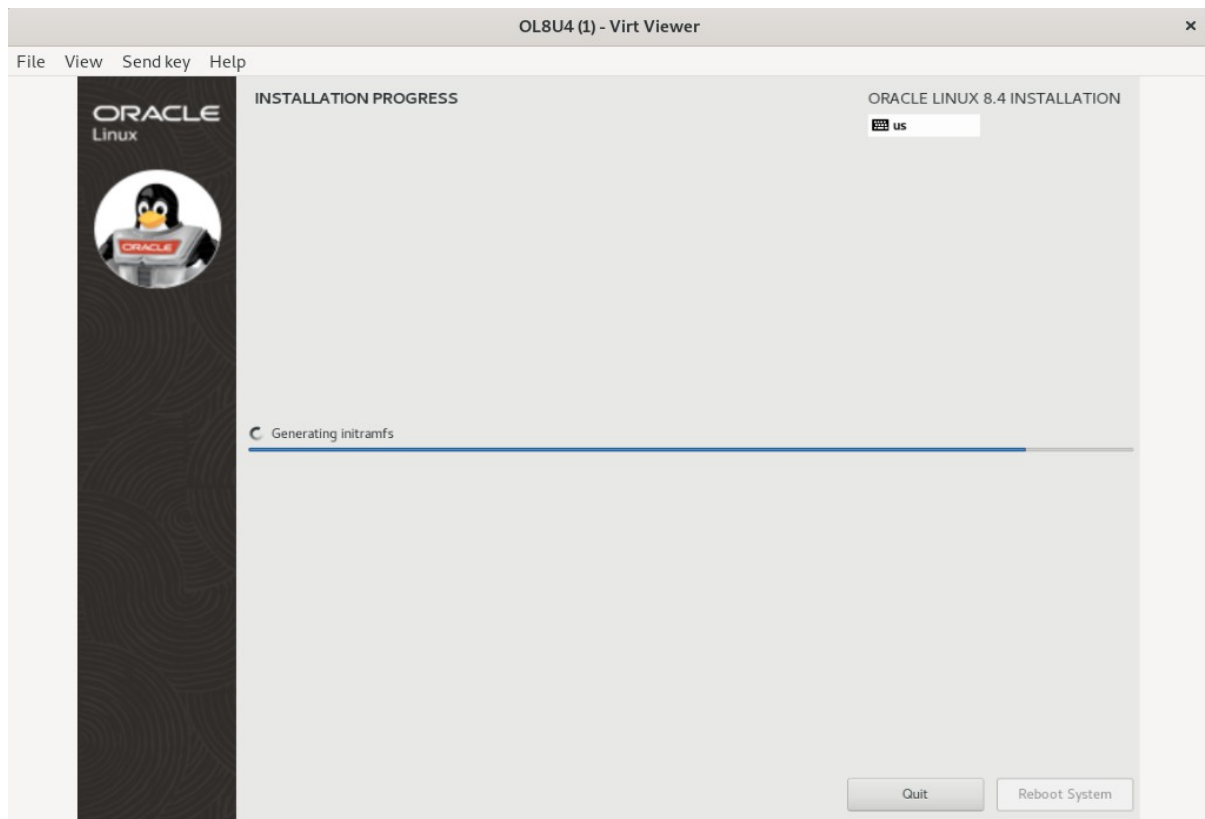 OL8U4 (1) - Virt Viewer ×
File View Send key Help
ORACLE
Linux
ORACLE
INSTALLATION PROGRESS
ORACLE LINUX 8.4 INSTALLATION
us
Generating initramfs
Quit Reboot System